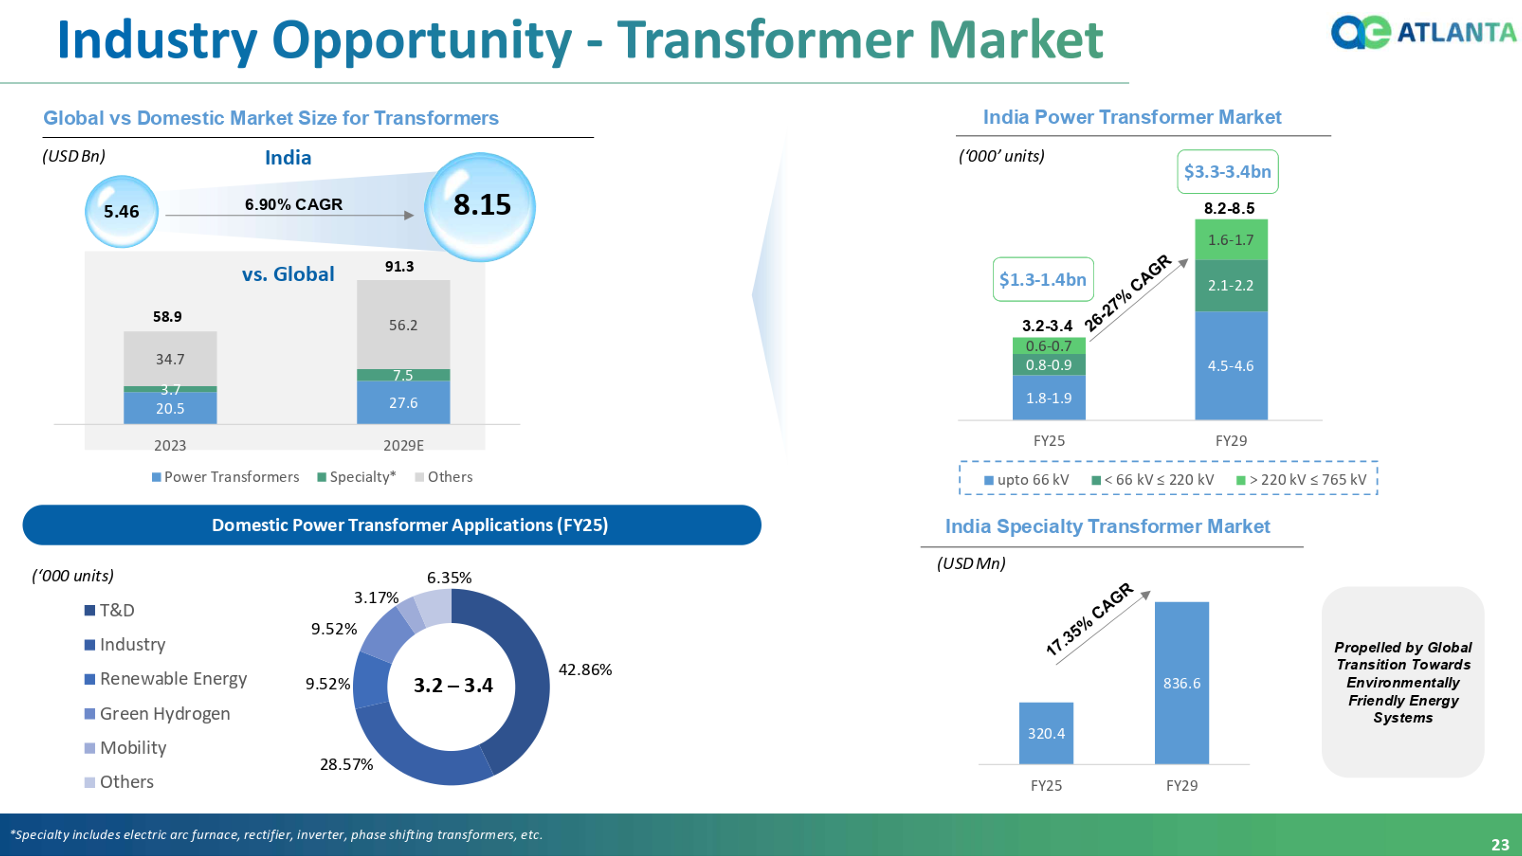 Industry Opportunity - Transformer Market
ae ATLANTA
Global vs Domestic Market Size for Transformers
(USD Bn)
India
5.46
6.90% CAGR
8.15
vs. Global
58.9
34.7
3.7
20.5
91.3
56.2
7.5
27.6
2023
2029E
Power Transformers
Specialty*
Others
India Power Transformer Market
(‘000’ units)
$1.3-1.4bn
3.2-3.4
0.6-0.7
0.8-0.9
1.8-1.9
26-27% CAGR
$3.3-3.4bn
8.2-8.5
1.6-1.7
2.1-2.2
4.5-4.6
FY25
FY29
upto 66 kV
< 66 kV ≤ 220 kV
> 220 kV ≤ 765 kV
Domestic Power Transformer Applications (FY25)
(‘000 units)
T&D
Industry
Renewable Energy
Green Hydrogen
Mobility
Others
6.35%
3.17%
9.52%
9.52%
28.57%
42.86%
3.2 – 3.4
India Specialty Transformer Market
(USD Mn)
17.35% CAGR
320.4
836.6
FY25
FY29
Propelled by Global
Transition Towards
Environmentally
Friendly Energy
Systems
*Specialty includes electric arc furnace, rectifier, inverter, phase shifting transformers, etc.
23